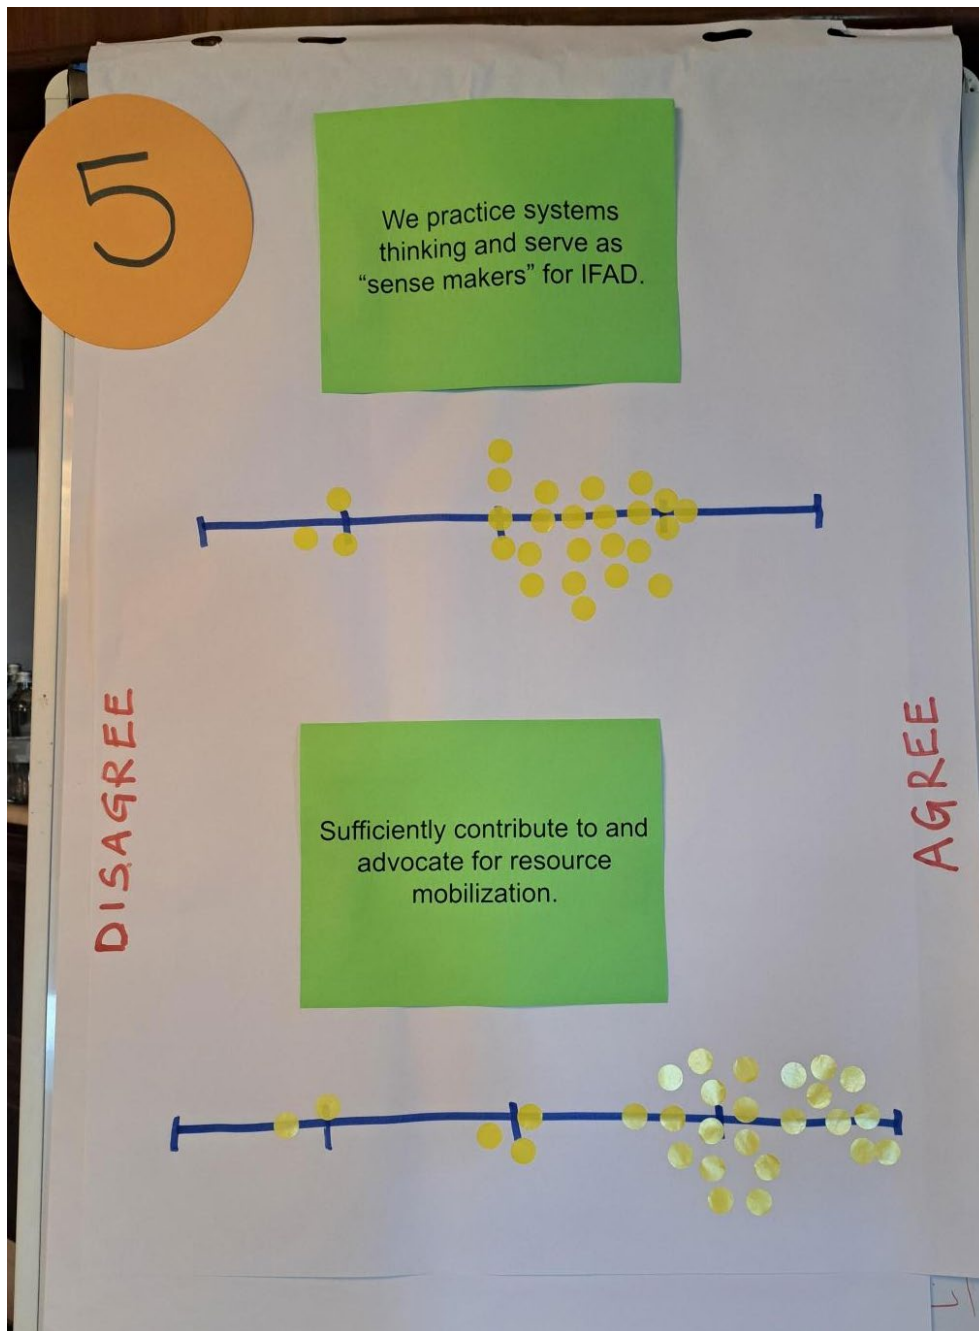 5
We practice systems
thinking and serve as
“sense makers” for IFAD.
DISAGREE
AGREE
Sufficiently contribute to and
advocate for resource
mobilization.